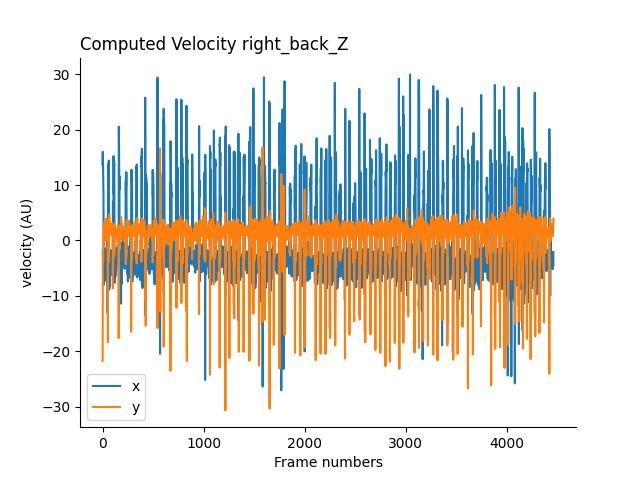 Computed Velocity right_back_Z
30
20
10
0
−10
−20
−30
velocity (AU)
x
y
0 1000 2000 3000 4000
Frame numbers